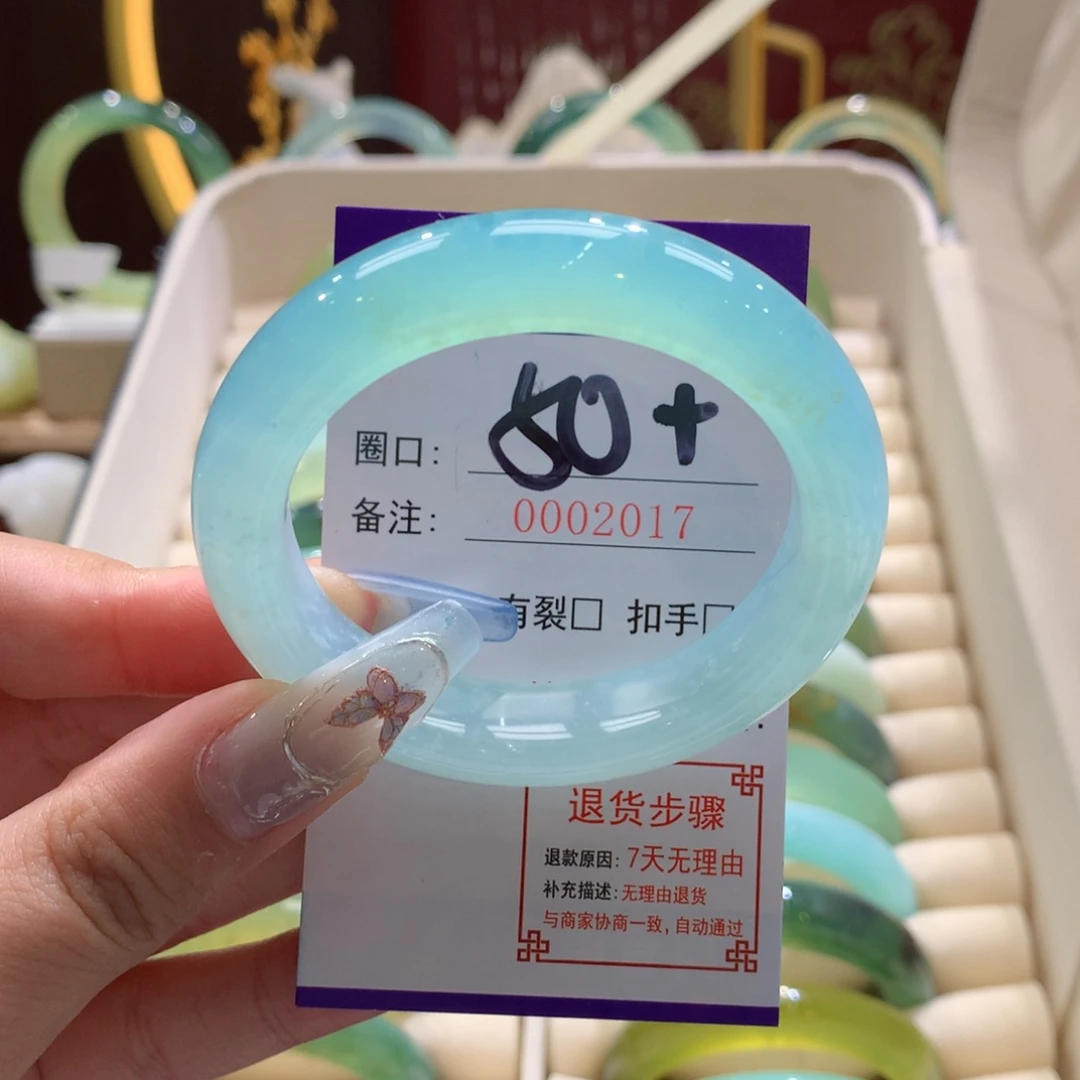 圈口: 50+
备注: 0002017
有裂□ 扣手□
退货步骤
退款原因: 7天无理由
补充描述: 无理由退货
与商家协商一致, 自动通过